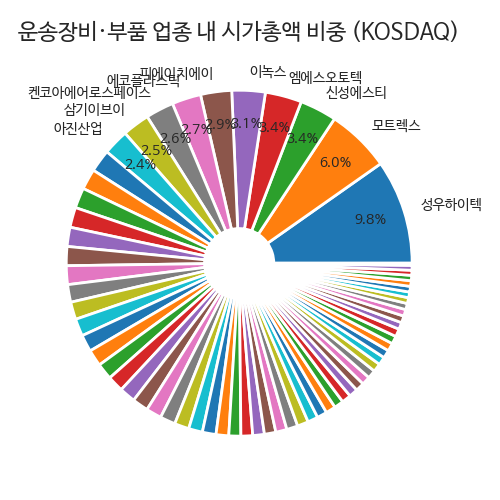 운송장비·부품 업종 내 시가총액 비중 (KOSDAQ)
성우하이텍
모트렉스
신성에스티
엠에스오토텍
이녹스
피에이치에이
에코플라스틱
켄코아에어로스페이스
삼기이브이
아진산업
9.8%
6.0%
3.4%
3.4%
3.1%
2.9%
2.7%
2.6%
2.5%
2.4%